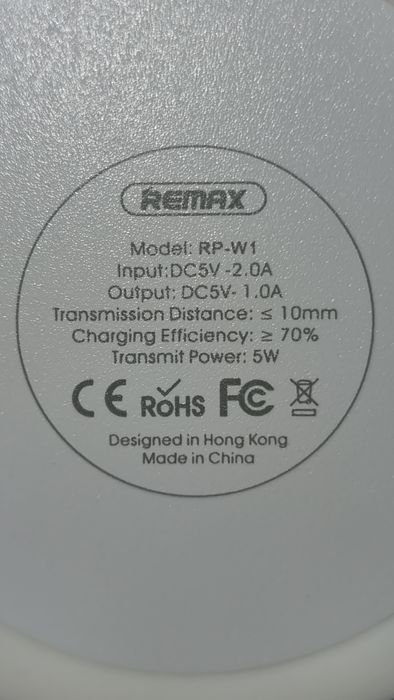 REMAX
Model: RP-W1
Input:DC5V -2.0A
Output: DC5V- 1.0A
Transmission Distance: ≤ 10mm
Charging Efficiency: ≥ 70%
Transmit Power: 5W
CE RoHS FC
Designed in Hong Kong
Made in China